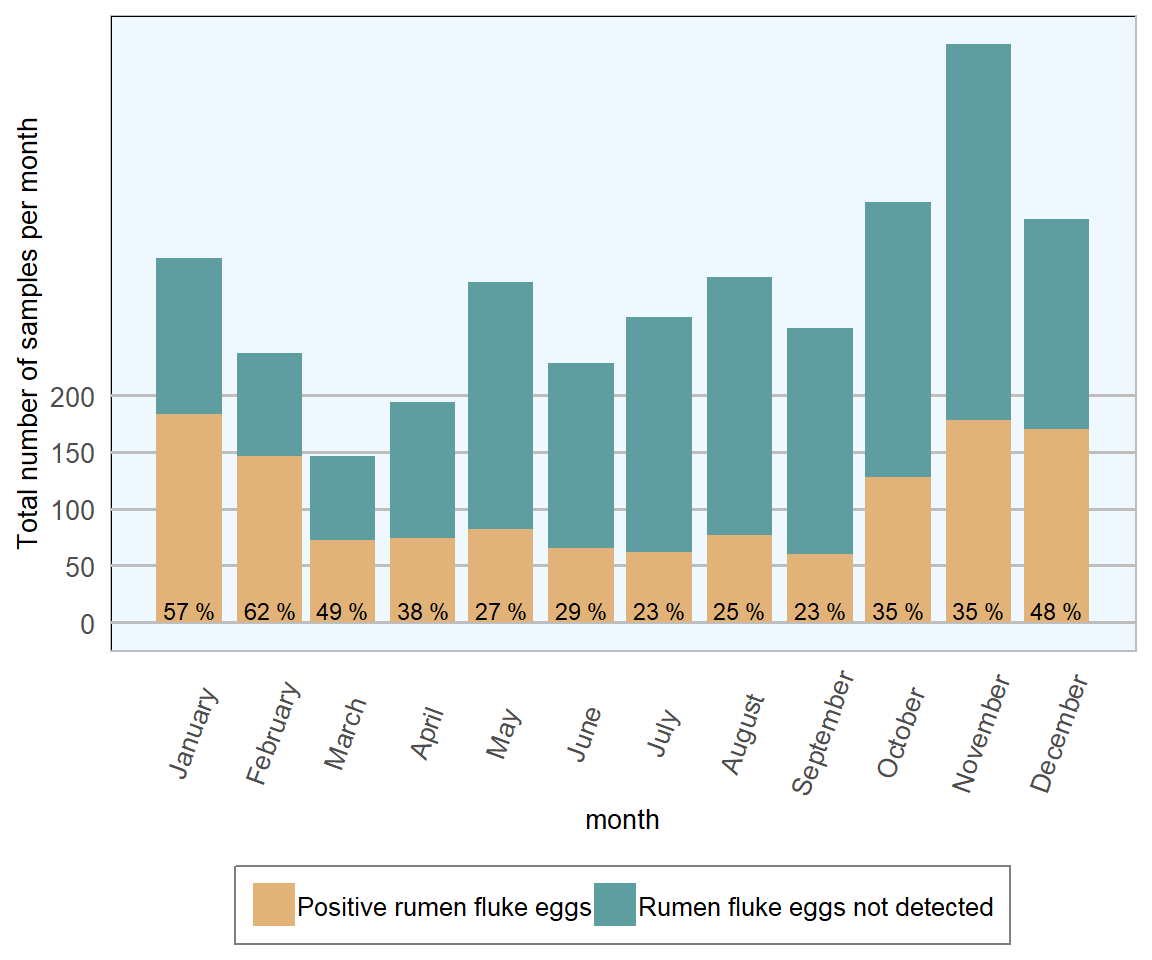 Total number of samples per month
200
150
100
50
0
57 % 62 % 49 % 38 % 27 % 29 % 23 % 25 % 23 % 35 % 35 % 48 %
January February March April May June July August September October November December
month
Positive rumen fluke eggs Rumen fluke eggs not detected